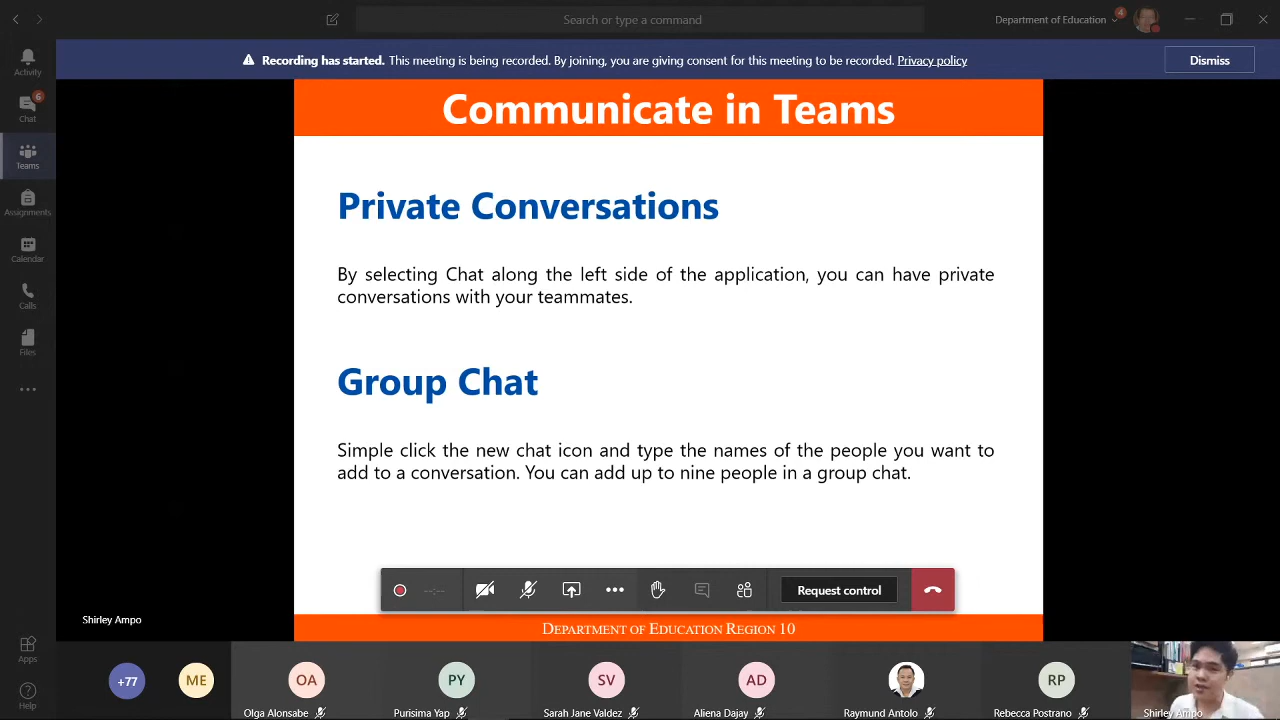 Search or type a command
Department of Education
4
Recording has started. This meeting is being recorded. By joining, you are giving consent for this meeting to be recorded. Privacy policy
Dismiss
Activity
6
Chat
Teams
Assignments
Calendar
Calls
Files
Apps
Help
Communicate in Teams
Private Conversations
By selecting Chat along the left side of the application, you can have private
conversations with your teammates.
Group Chat
Simple click the new chat icon and type the names of the people you want to
add to a conversation. You can add up to nine people in a group chat.
--:--
Request control
DEPARTMENT OF EDUCATION REGION 10
Shirley Ampo
+77
ME
OA
PY
SV
AD
RP
Olga Alonsabe
Purisima Yap
Sarah Jane Valdez
Aliena Dajay
Raymund Antolo
Rebecca Postrano
Shirley Ampo